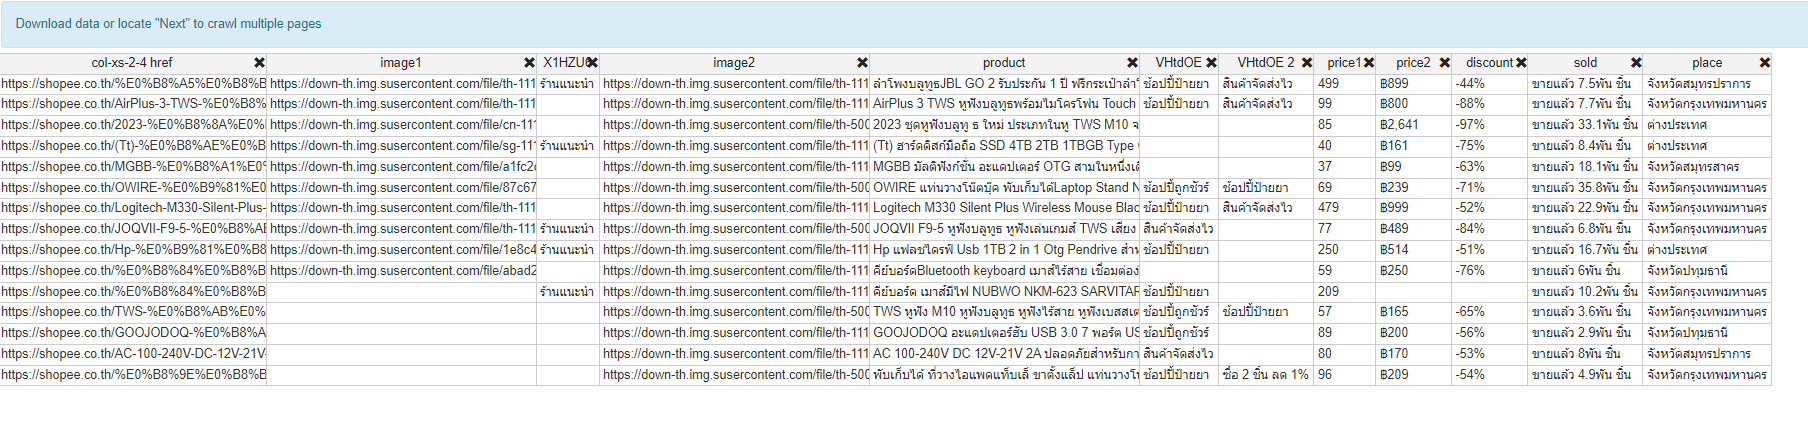 Download data or locate "Next" to crawl multiple pages
col-xs-2-4 href image1 X1HZU0 image2 product VHtdOE VHtdOE 2 price1 price2 discount sold place
https://shopee.co.th/%E0%B8%A5%E0%B8%B https://down-th.img.susercontent.com/file/th-111 ร้านแนะนำ https://down-th.img.susercontent.com/file/th-111 ลำโพงบลูทูธJBL GO 2 รับประกัน 1 ปี ฟรีกระเป๋าลำโ ช้อปปี้ป้ายยา สินค้าจัดส่งไว 499 ฿899 -44% ขายแล้ว 7.5พัน ชิ้น จังหวัดสมุทรปราการ
https://shopee.co.th/AirPlus-3-TWS-%E0%B8% https://down-th.img.susercontent.com/file/th-111 https://down-th.img.susercontent.com/file/th-111 AirPlus 3 TWS หูฟังบลูทูธพร้อมไมโครโฟน Touch ช้อปปี้ป้ายยา สินค้าจัดส่งไว 99 ฿800 -88% ขายแล้ว 7.7พัน ชิ้น จังหวัดกรุงเทพมหานคร
https://shopee.co.th/2023-%E0%B8%8A%E0% https://down-th.img.susercontent.com/file/cn-11 https://down-th.img.susercontent.com/file/th-500 2023 ชุดหูฟังบลูทู ธ ใหม่ ประเภทในหู TWS M10 จ 85 ฿2,641 -97% ขายแล้ว 33.1พัน ชิ้น ต่างประเทศ
https://shopee.co.th/(Tt)-%E0%B8%AE%E0% https://down-th.img.susercontent.com/file/sg-11 ร้านแนะนำ https://down-th.img.susercontent.com/file/th-111 (Tt) ฮาร์ดดิสก์มือถือ SSD 4TB 2TB 1TBGB Type 40 ฿161 -75% ขายแล้ว 8.4พัน ชิ้น ต่างประเทศ
https://shopee.co.th/MGBB-%E0%B8%A1%E0% https://down-th.img.susercontent.com/file/a1fc2 https://down-th.img.susercontent.com/file/th-111 MGBB มัลติฟังก์ชั่น อะแดปเตอร์ OTG สามในหนึ่งเดี 37 ฿99 -63% ขายแล้ว 18.1พัน ชิ้น จังหวัดสมุทรสาคร
https://shopee.co.th/OWIRE-%E0%B9%81%E0 https://down-th.img.susercontent.com/file/87c67 https://down-th.img.susercontent.com/file/th-500 OWIRE แท่นวางโน๊ตบุ๊ค พับเก็บได้Laptop Stand N ช้อปปี้ถูกชัวร์ ช้อปปี้ป้ายยา 69 ฿239 -71% ขายแล้ว 35.8พัน ชิ้น จังหวัดกรุงเทพมหานคร
https://shopee.co.th/Logitech-M330-Silent-Plus- https://down-th.img.susercontent.com/file/th-111 https://down-th.img.susercontent.com/file/th-111 Logitech M330 Silent Plus Wireless Mouse Blac ช้อปปี้ป้ายยา สินค้าจัดส่งไว 479 ฿999 -52% ขายแล้ว 22.9พัน ชิ้น จังหวัดกรุงเทพมหานคร
https://shopee.co.th/JOQVII-F9-5-%E0%B8%AB https://down-th.img.susercontent.com/file/th-111 ร้านแนะนำ https://down-th.img.susercontent.com/file/th-111 JOQVII F9-5 หูฟังบลูทูธ หูฟังเล่นเกมส์ TWS เสียง สินค้าจัดส่งไว 77 ฿489 -84% ขายแล้ว 6.8พัน ชิ้น จังหวัดกรุงเทพมหานคร
https://shopee.co.th/Hp-%E0%B9%81%E0%B8 https://down-th.img.susercontent.com/file/1e8c4 ร้านแนะนำ https://down-th.img.susercontent.com/file/th-111 Hp แฟลชไดรฟ์ Usb 1TB 2 in 1 Otg Pendrive สำห ช้อปปี้ป้ายยา 250 ฿514 -51% ขายแล้ว 16.7พัน ชิ้น ต่างประเทศ
https://shopee.co.th/%E0%B8%84%E0%B8%B https://down-th.img.susercontent.com/file/abad2 https://down-th.img.susercontent.com/file/th-111 คีย์บอร์ดBluetooth keyboard เมาส์ไร้สาย เชื่อมต่อง 59 ฿250 -76% ขายแล้ว 6พัน ชิ้น จังหวัดปทุมธานี
https://shopee.co.th/%E0%B8%84%E0%B8%B ร้านแนะนำ https://down-th.img.susercontent.com/file/th-111 คีย์บอร์ด เมาส์มีไฟ NUBWO NKM-623 SARVITAR ช้อปปี้ป้ายยา 209 ขายแล้ว 10.2พัน ชิ้น จังหวัดกรุงเทพมหานคร
https://shopee.co.th/TWS-%E0%B8%AB%E0% https://down-th.img.susercontent.com/file/th-111 TWS หูฟัง M10 หูฟังบลูทูธ หูฟังไร้สาย หูฟังเบสสเต ช้อปปี้ถูกชัวร์ ช้อปปี้ป้ายยา 57 ฿165 -65% ขายแล้ว 3.6พัน ชิ้น จังหวัดกรุงเทพมหานคร
https://shopee.co.th/GOOJODOQ-%E0%B8%A https://down-th.img.susercontent.com/file/th-111 GOOJODOQ อะแดปเตอร์ฮับ USB 3.0 7 พอร์ต US ช้อปปี้ถูกชัวร์ 89 ฿200 -56% ขายแล้ว 2.9พัน ชิ้น จังหวัดปทุมธานี
https://shopee.co.th/AC-100-240V-DC-12V-21V- https://down-th.img.susercontent.com/file/th-111 AC 100-240V DC 12V-21V 2A ปลอดภัยสำหรับกา สินค้าจัดส่งไว 80 ฿170 -53% ขายแล้ว 8พัน ชิ้น จังหวัดสมุทรปราการ
https://shopee.co.th/%E0%B8%9E%E0%B8%B https://down-th.img.susercontent.com/file/th-500 พับเก็บได้ ที่วางไอแพดแท็บเล็ ขาตั้งแล็ป แท่นวางโน ช้อปปี้ป้ายยา ซื้อ 2 ชิ้น ลด 1% 96 ฿209 -54% ขายแล้ว 4.9พัน ชิ้น จังหวัดกรุงเทพมหานคร